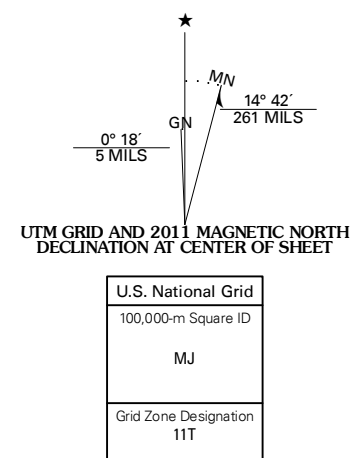 MN
14° 42´
261 MILS
GN
0° 18´
5 MILS
UTM GRID AND 2011 MAGNETIC NORTH
DECLINATION AT CENTER OF SHEET
U.S. National Grid
100,000-m Square ID
MJ
Grid Zone Designation
11T